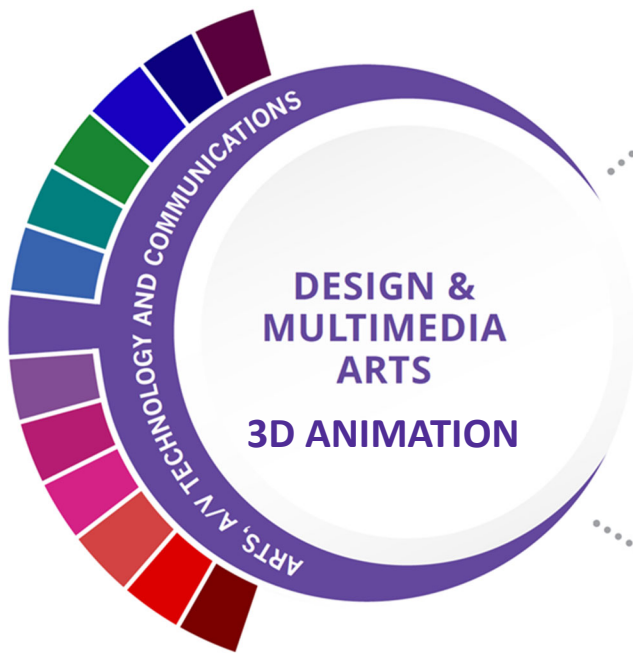 ARTS, A/V TECHNOLOGY AND COMMUNICATIONS
DESIGN &
MULTIMEDIA
ARTS
3D ANIMATION